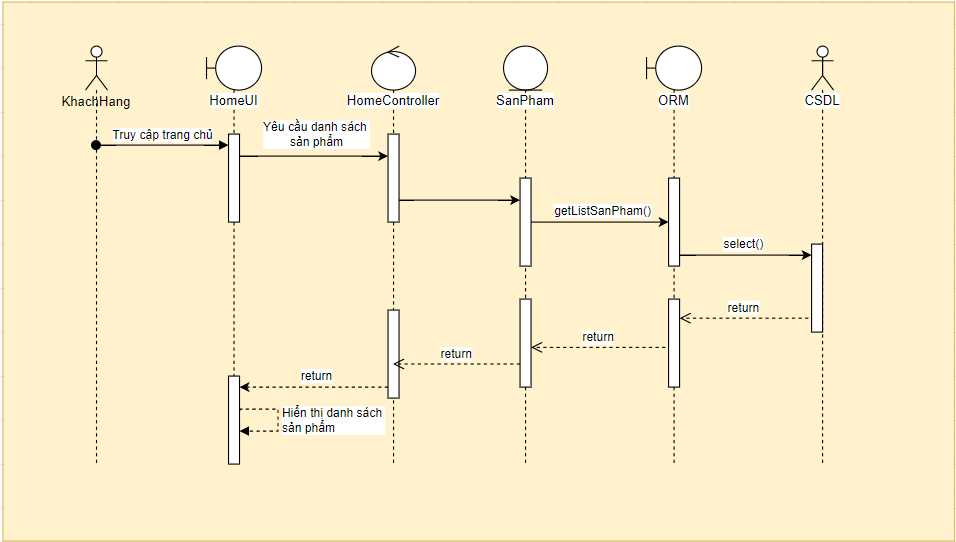 KhachHang
HomeUI
HomeController
SanPham
ORM
CSDL
Truy cập trang chủ
Yêu cầu danh sách
sản phẩm
getListSanPham()
select()
return
return
return
return
Hiển thị danh sách
sản phẩm